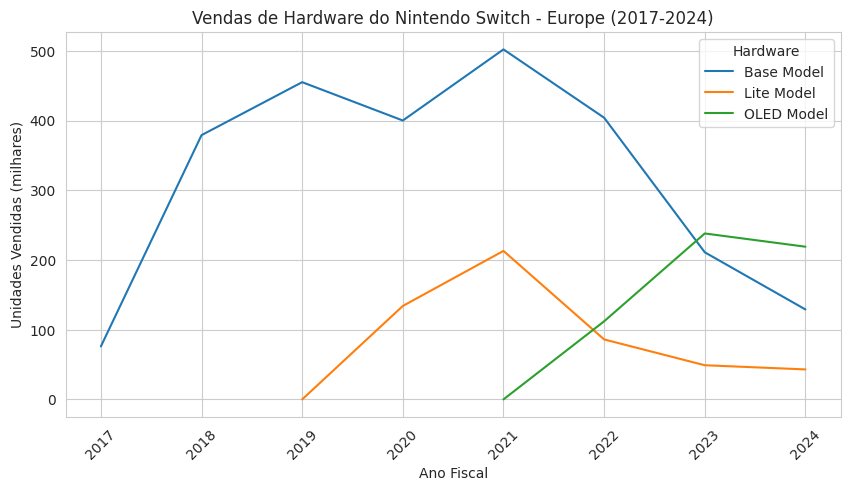 Vendas de Hardware do Nintendo Switch - Europe (2017-2024)
Hardware
Base Model
Lite Model
OLED Model
Unidades Vendidas (milhares)
500
400
300
200
100
0
2017
2018
2019
2020
2021
2022
2023
2024
Ano Fiscal